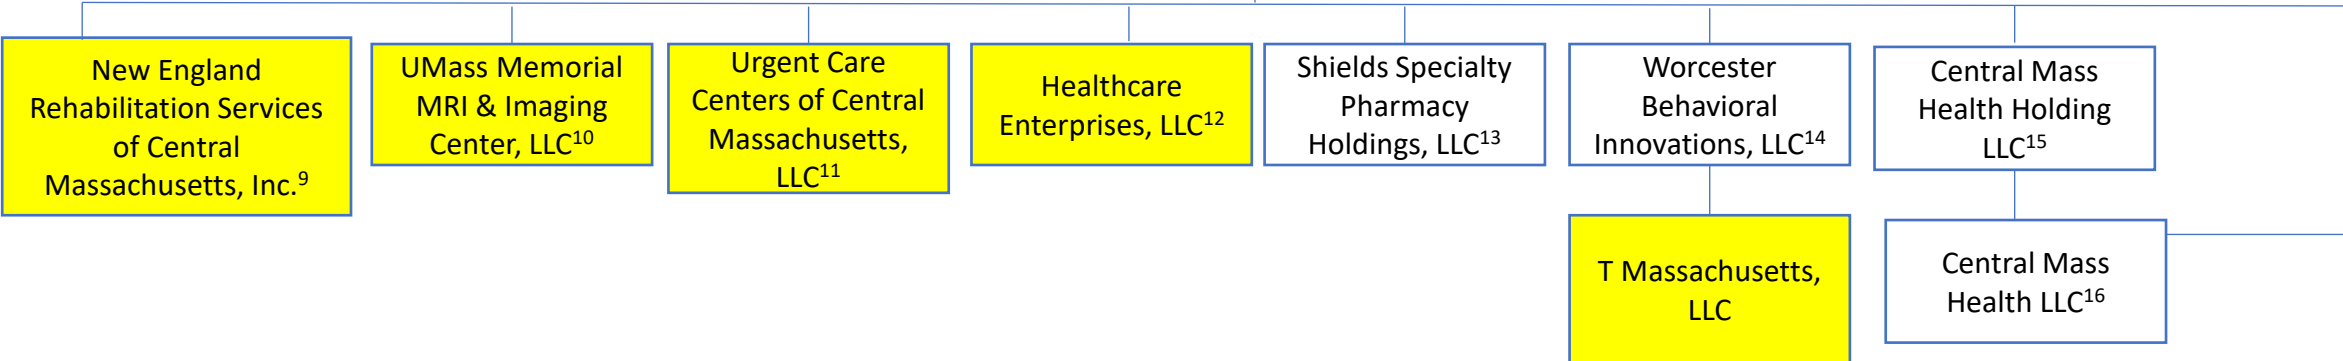 New England
Rehabilitation Services
of Central
Massachusetts, Inc.⁹
UMass Memorial
MRI & Imaging
Center, LLC¹⁰
Urgent Care
Centers of Central
Massachusetts,
LLC¹¹
Healthcare
Enterprises, LLC¹²
Shields Specialty
Pharmacy
Holdings, LLC¹³
Worcester
Behavioral
Innovations, LLC¹⁴
Central Mass
Health Holding
LLC¹⁵
T Massachusetts,
LLC
Central Mass
Health LLC¹⁶